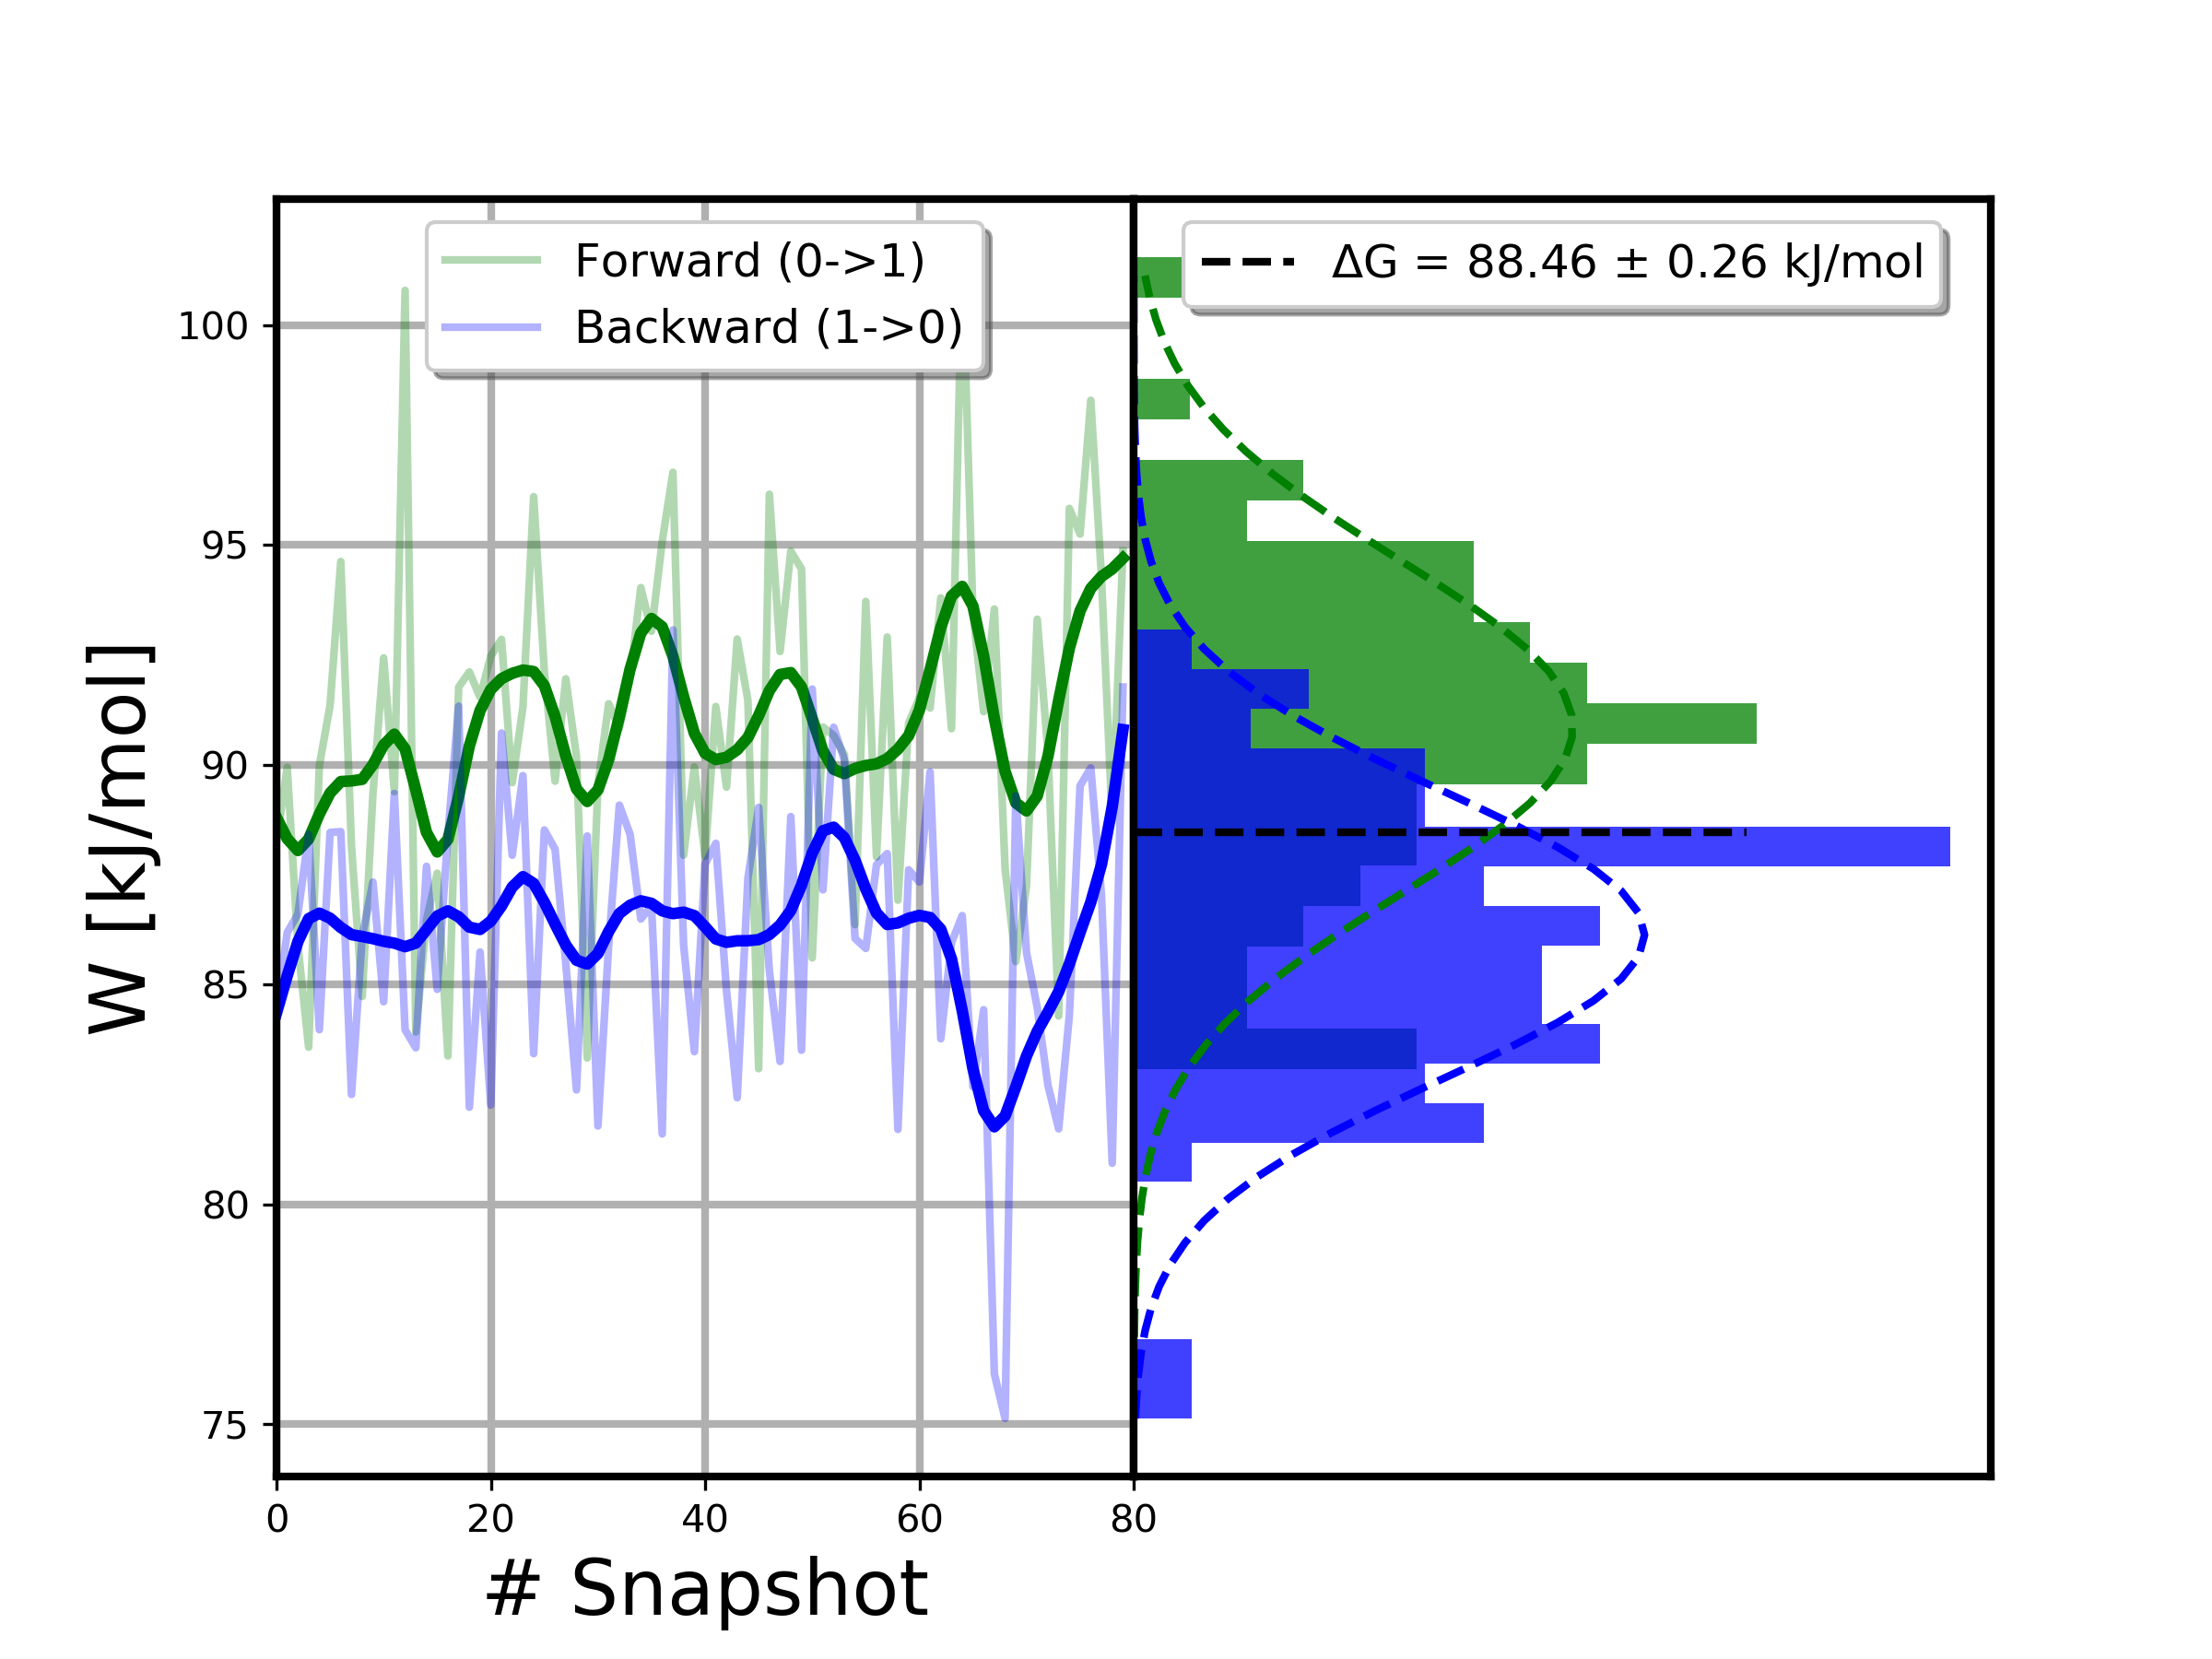 Forward (0->1)
Backward (1->0)
ΔG = 88.46 ± 0.26 kJ/mol
W [kJ/mol]
100
95
90
85
80
75
0 20 40 60 80
# Snapshot